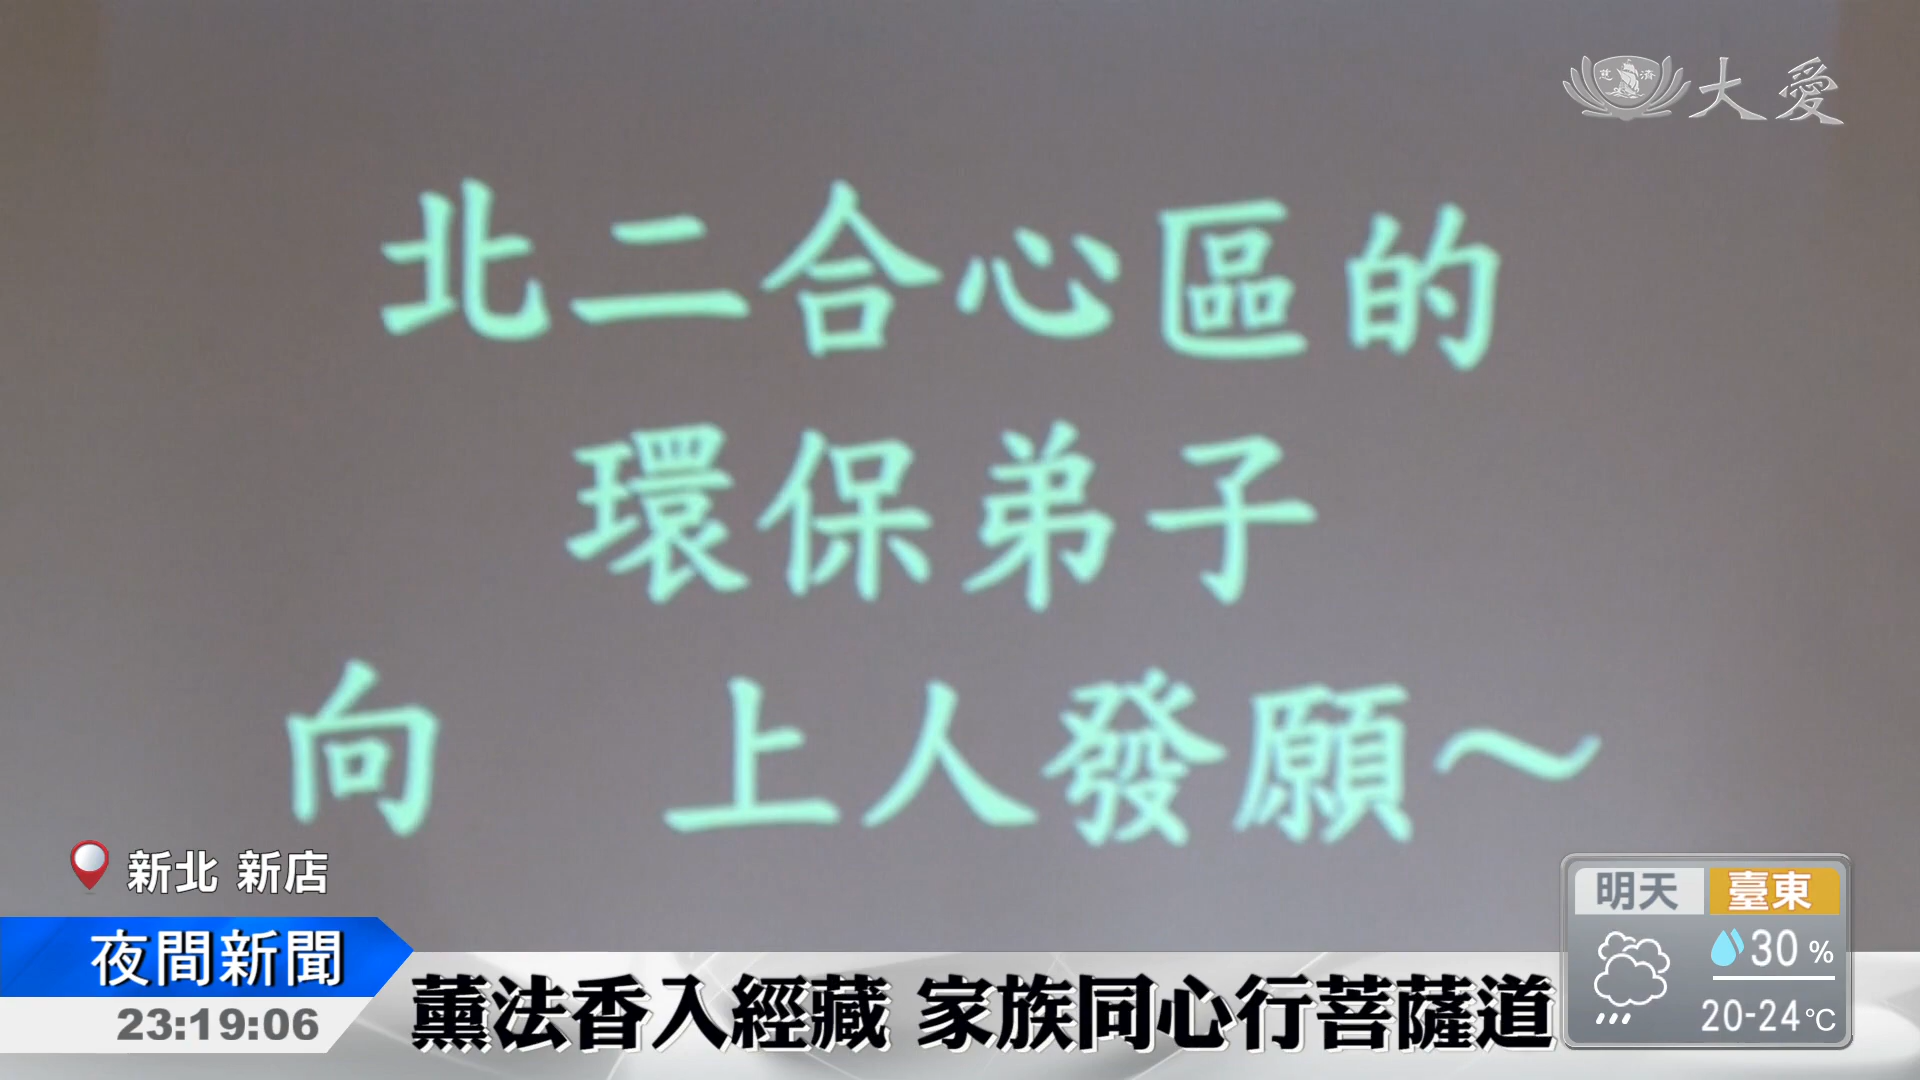 慈濟
大愛
北二合心區的
環保弟子
向 上人發願～
新北 新店
明天 臺東
夜間新聞
30 %
薰法香入經藏 家族同心行菩薩道
23:19:06
20-24°C